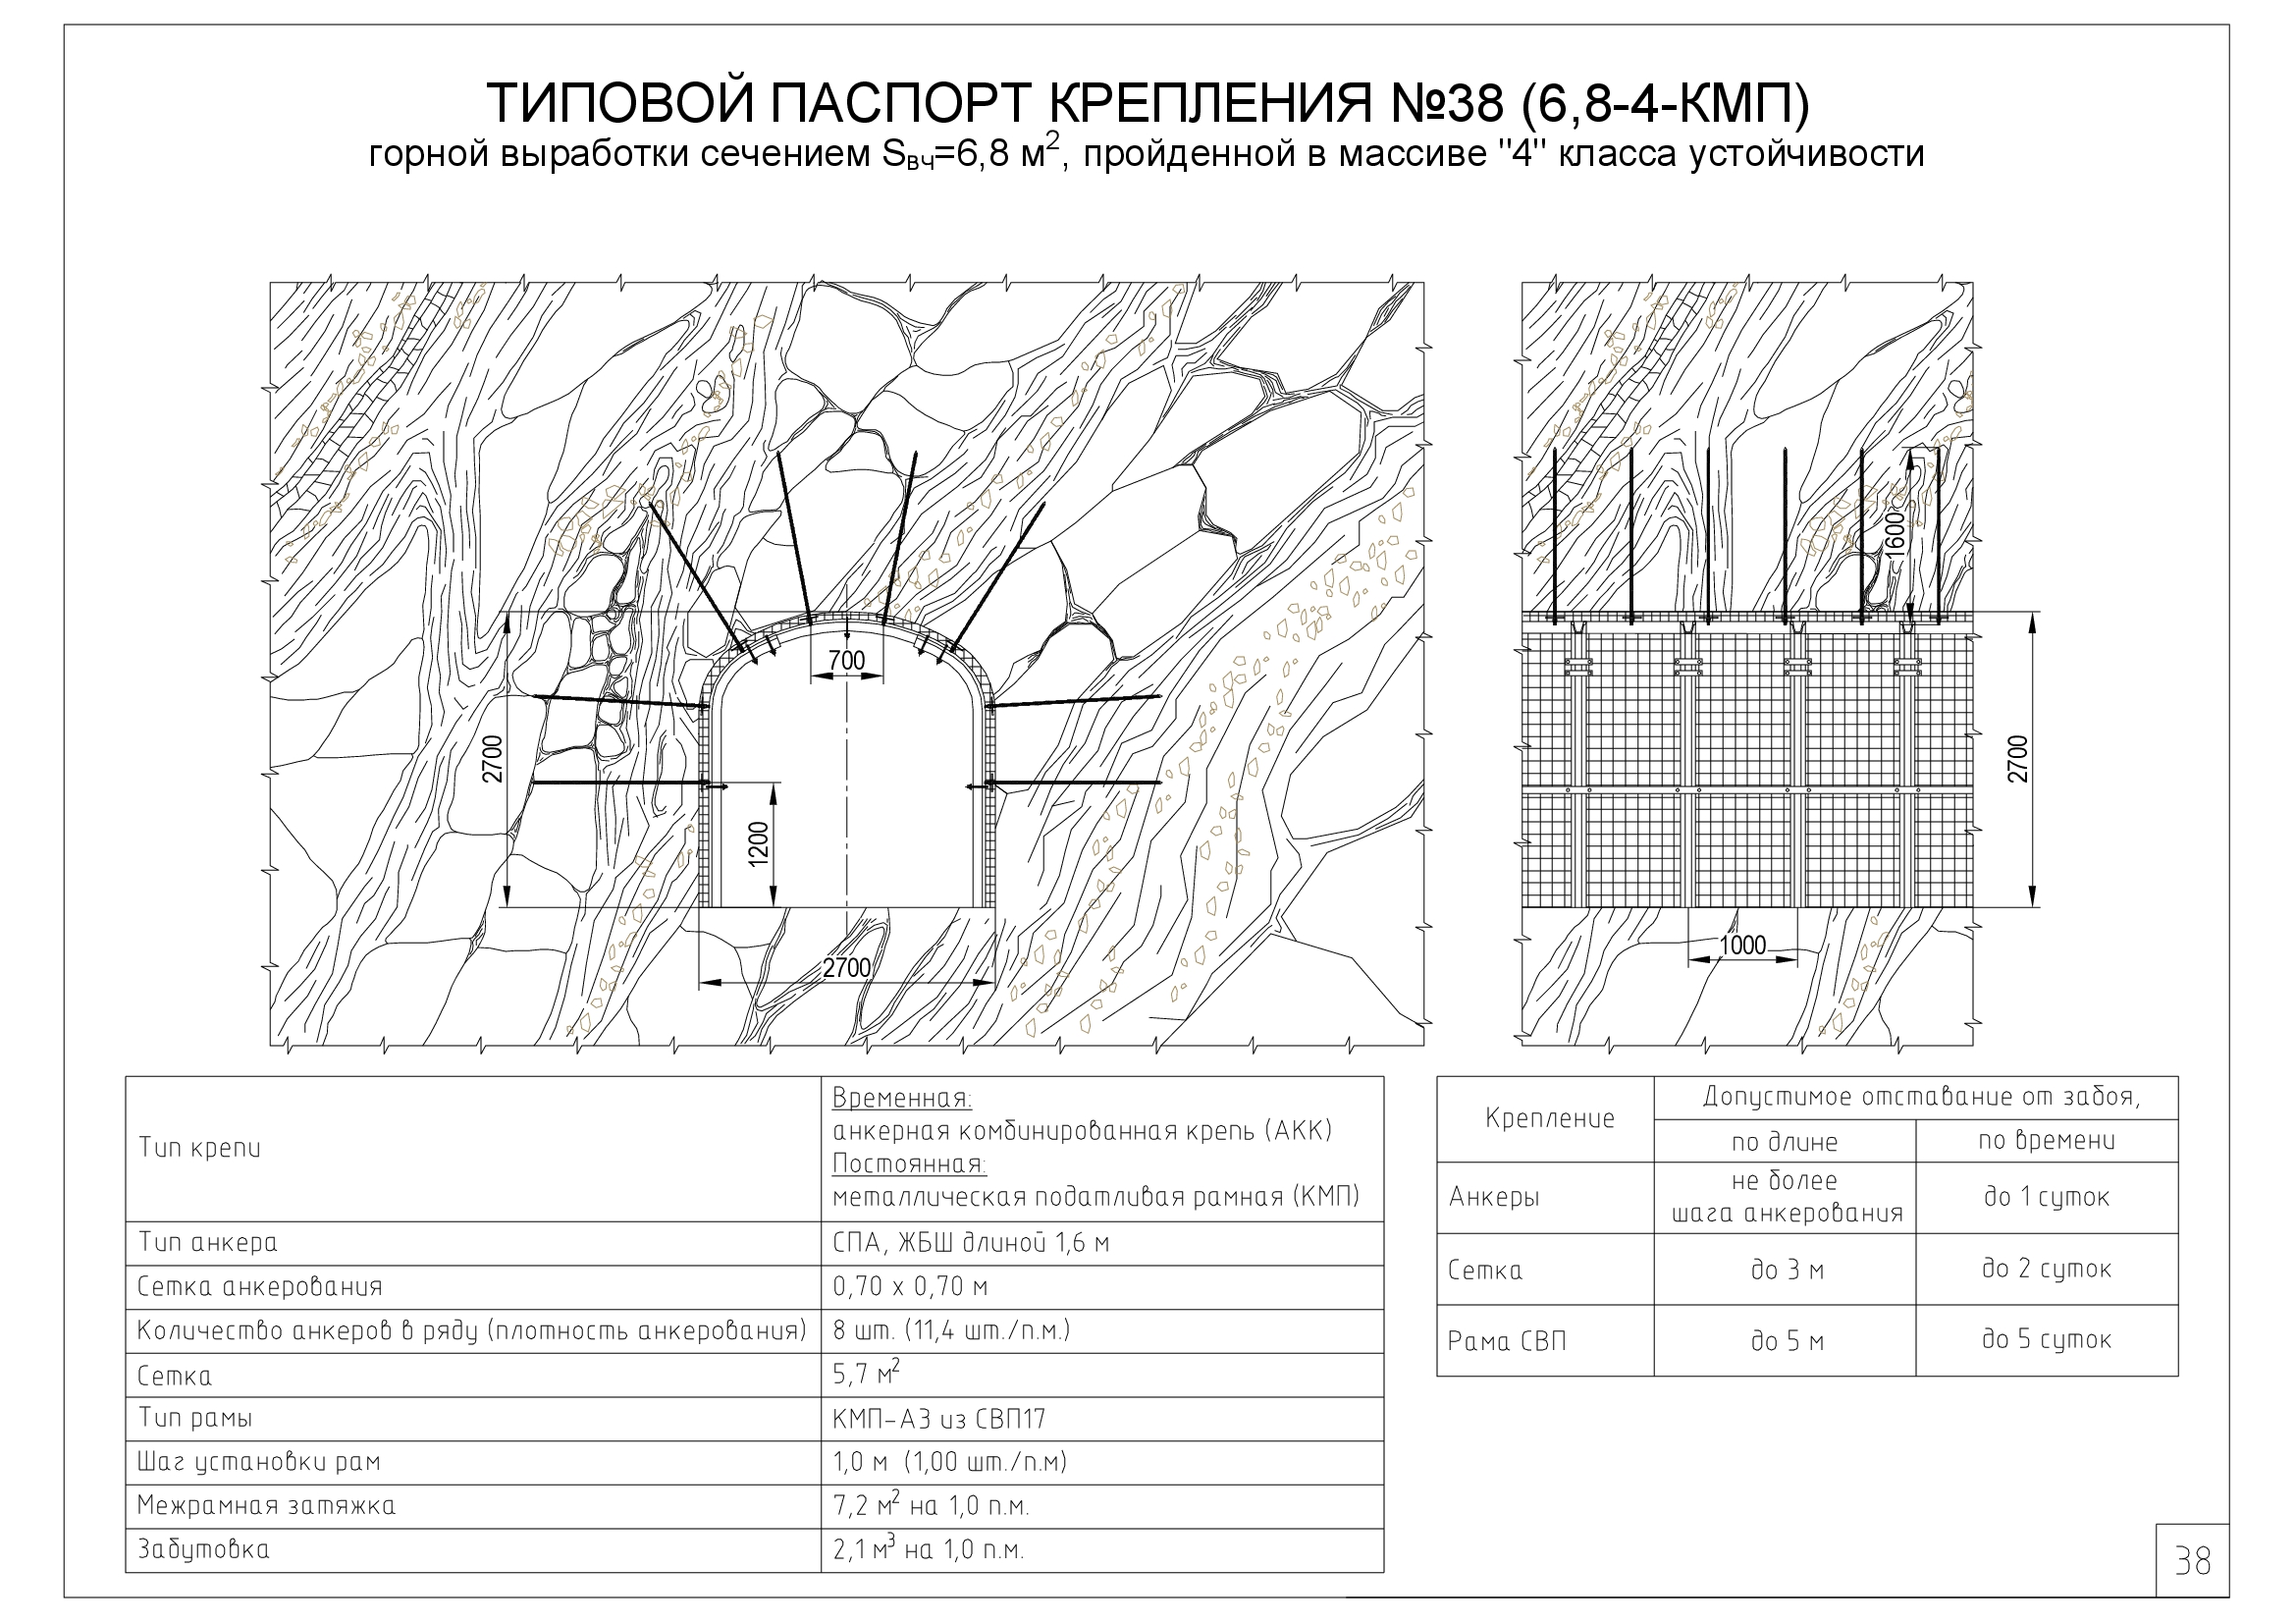 ТИПОВОЙ ПАСПОРТ КРЕПЛЕНИЯ №38 (6,8-4-КМП)
горной выработки сечением Sвч=6,8 м², пройденной в массиве "4" класса устойчивости
700
2700
1200
2700
1600
2700
1000
Тип крепи
Временная:
анкерная комбинированная крепь (АКК)
Постоянная:
металлическая податливая рамная (КМП)
Тип анкера
СПА, ЖБШ длиной 1,6 м
Сетка анкерования
0,70 х 0,70 м
Количество анкеров в ряду (плотность анкерования)
8 шт. (11,4 шт./п.м.)
Сетка
5,7 м²
Тип рамы
КМП-А3 из СВП17
Шаг установки рам
1,0 м (1,00 шт./п.м)
Межрамная затяжка
7,2 м² на 1,0 п.м.
Забутовка
2,1 м³ на 1,0 п.м.
Крепление
Допустимое отставание от забоя,
по длине
по времени
Анкеры
не более
шага анкерования
до 1 суток
Сетка
до 3 м
до 2 суток
Рама СВП
до 5 м
до 5 суток
38